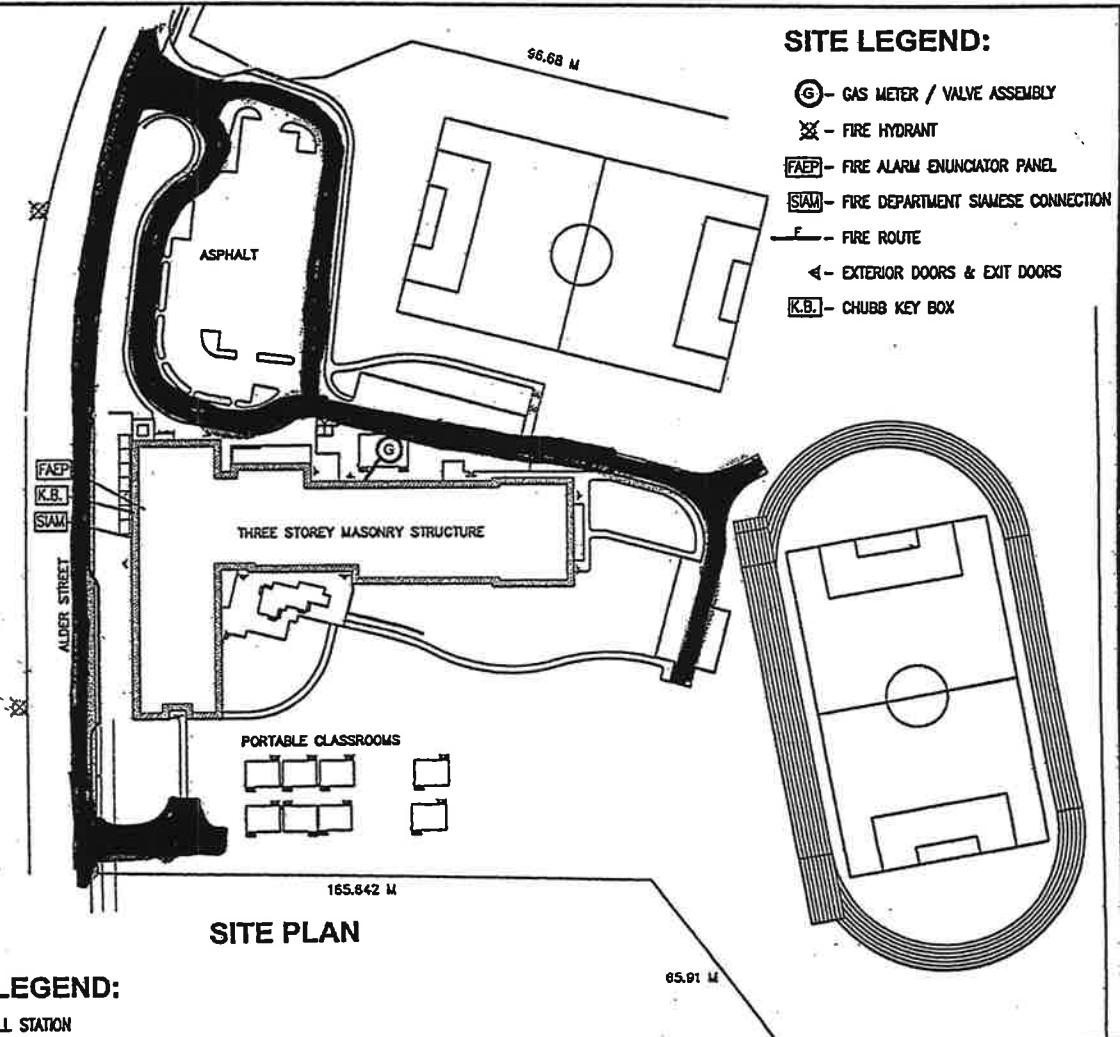 SITE LEGEND:
G - GAS METER / VALVE ASSEMBLY
- FIRE HYDRANT
FAEP - FIRE ALARM ENUNCIATOR PANEL
SIAM - FIRE DEPARTMENT SIAMESE CONNECTION
F - FIRE ROUTE
- EXTERIOR DOORS & EXIT DOORS
K.B. - CHUBB KEY BOX
96.68 M
ASPHALT
G
FAEP
K.B.
SIAM
THREE STOREY MASONRY STRUCTURE
ALDER STREET
PORTABLE CLASSROOMS
165.642 M
SITE PLAN
65.91 M
LEGEND:
STATION